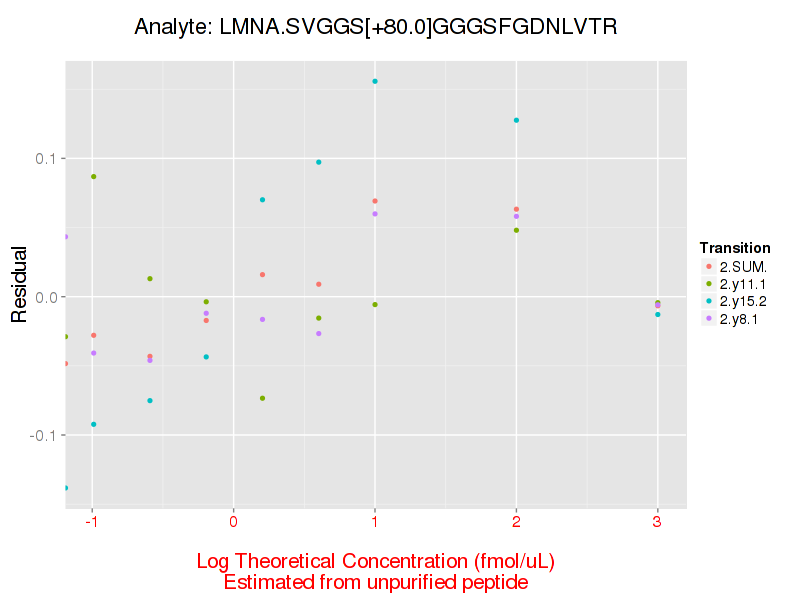 Analyte: LMNA.SVGGS[+80.0]GGGSFGDNLVTR
Residual
0.1
0.0
-0.1
-1 0 1 2 3
Log Theoretical Concentration (fmol/uL)
Estimated from unpurified peptide
Transition
2.SUM.
2.y11.1
2.y15.2
2.y8.1